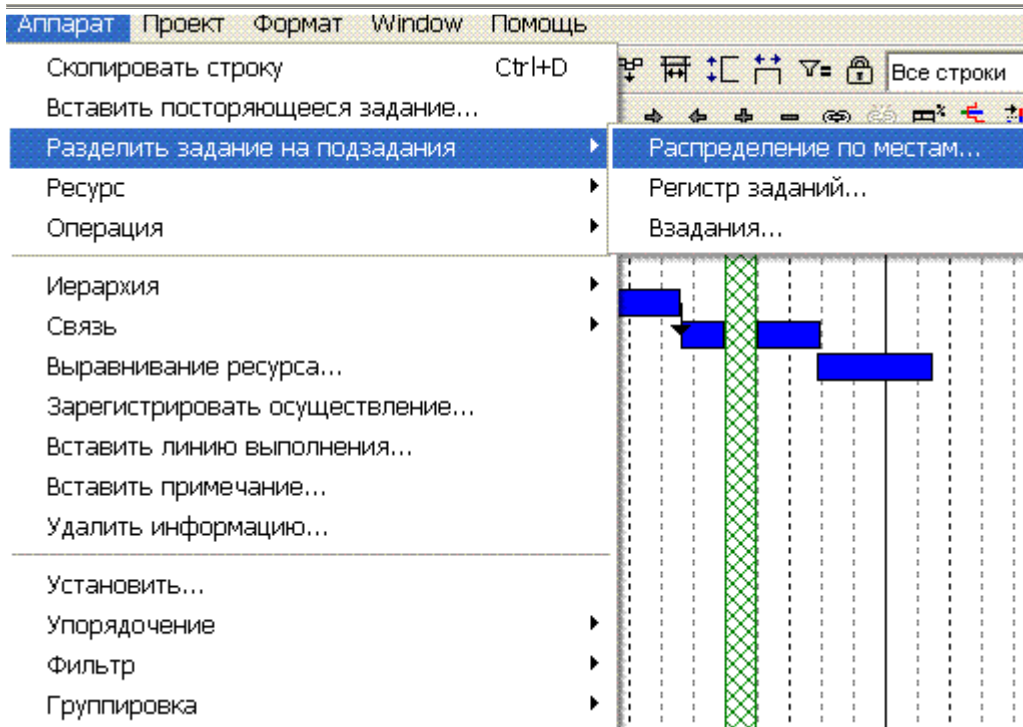 Аппарат Проект Формат Window Помощь
Скопировать строку Ctrl+D
Все строки
Вставить посторяющееся задание...
Разделить задание на подзадания
Распределение по местам...
Ресурс
Регистр заданий...
Операция
Взадания...
Иерархия
Связь
Выравнивание ресурса...
Зарегистрировать осуществление...
Вставить линию выполнения...
Вставить примечание...
Удалить информацию...
Установить...
Упорядочение
Фильтр
Группировка